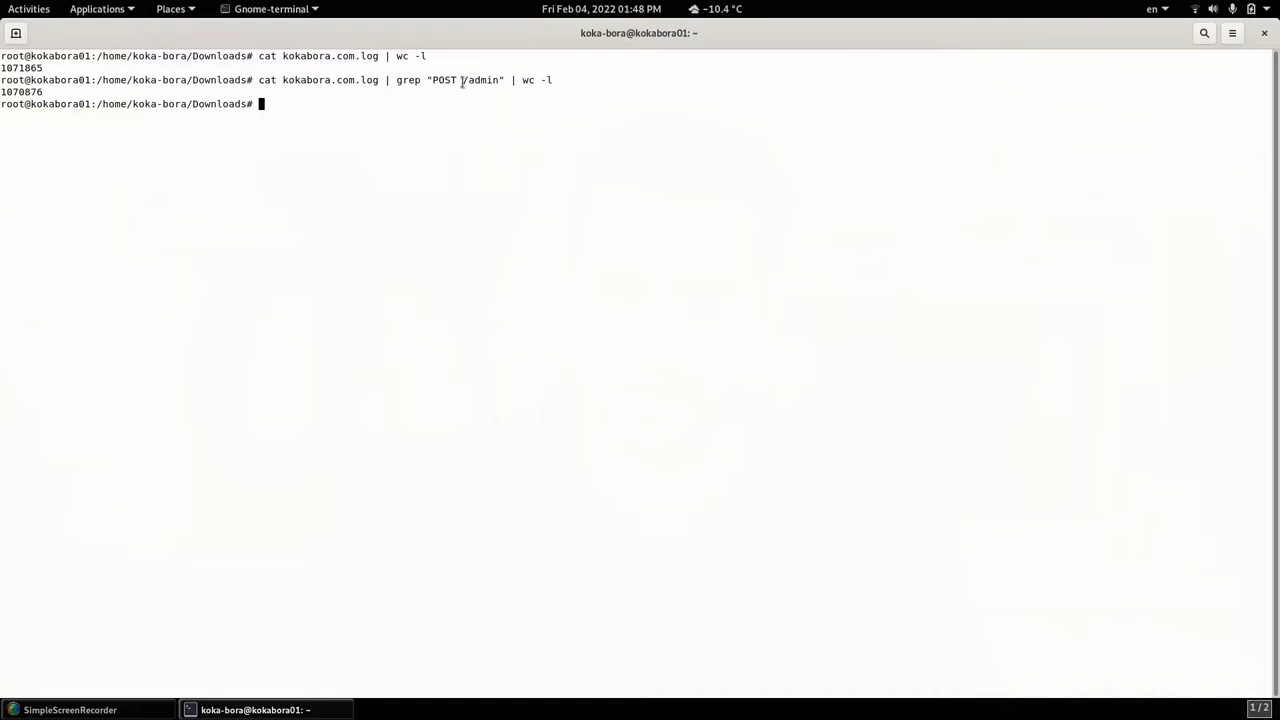 Activities Applications Places Gnome-terminal Fri Feb 04, 2022 01:48 PM -10.4 °C en
koka-bora@kokabora01: ~
root@kokabora01:/home/koka-bora/Downloads# cat kokabora.com.log | wc -l
1071865
root@kokabora01:/home/koka-bora/Downloads# cat kokabora.com.log | grep "POST /admin" | wc -l
1070876
root@kokabora01:/home/koka-bora/Downloads#
SimpleScreenRecorder koka-bora@kokabora01: ~ 1 / 2